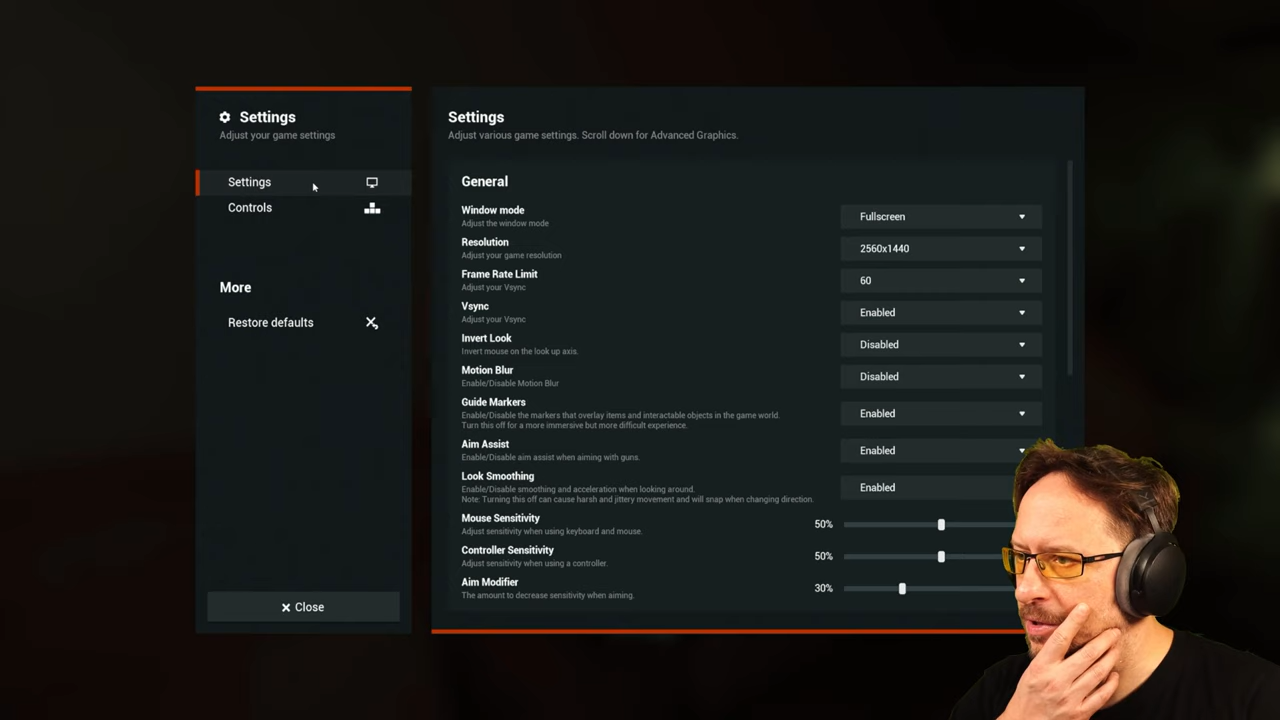 Settings
Adjust your game settings
Settings
Controls
More
Restore defaults
Close
Settings
Adjust various game settings. Scroll down for Advanced Graphics.
General
Window mode
Adjust the window mode
Fullscreen
Resolution
Adjust your game resolution
2560x1440
Frame Rate Limit
Adjust your Vsync
60
Vsync
Adjust your Vsync
Enabled
Invert Look
Invert mouse on the look up axis.
Disabled
Motion Blur
Enable/Disable Motion Blur
Disabled
Guide Markers
Enable/Disable the markers that overlay items and interactable objects in the game world.
Turn this off for a more immersive but more difficult experience.
Enabled
Aim Assist
Enable/Disable aim assist when aiming with guns.
Enabled
Look Smoothing
Enable/Disable smoothing and acceleration when looking around.
Note: Turning this off can cause harsh and jittery movement and will snap when changing direction.
Enabled
Mouse Sensitivity
Adjust sensitivity when using keyboard and mouse.
50%
Controller Sensitivity
Adjust sensitivity when using a controller.
50%
Aim Modifier
The amount to decrease sensitivity when aiming.
30%